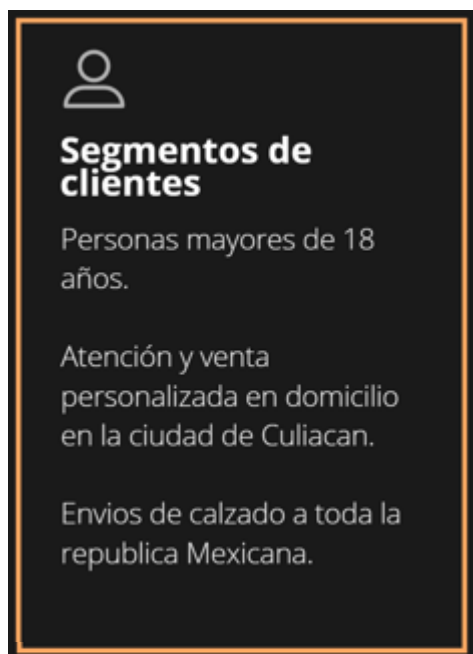 Segmentos de
clientes
Personas mayores de 18
años.
Atención y venta
personalizada en domicilio
en la ciudad de Culiacan.
Envios de calzado a toda la
republica Mexicana.